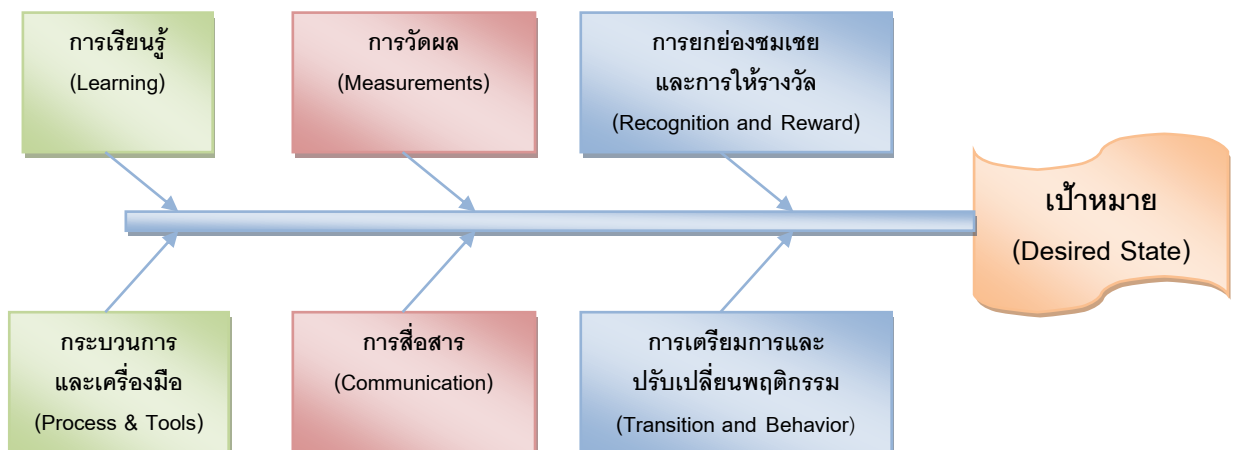 การเรียนรู้
(Learning)
การวัดผล
(Measurements)
การยกย่องชมเชย
และการให้รางวัล
(Recognition and Reward)
เป้าหมาย
(Desired State)
กระบวนการ
และเครื่องมือ
(Process & Tools)
การสื่อสาร
(Communication)
การเตรียมการและ
ปรับเปลี่ยนพฤติกรรม
(Transition and Behavior)